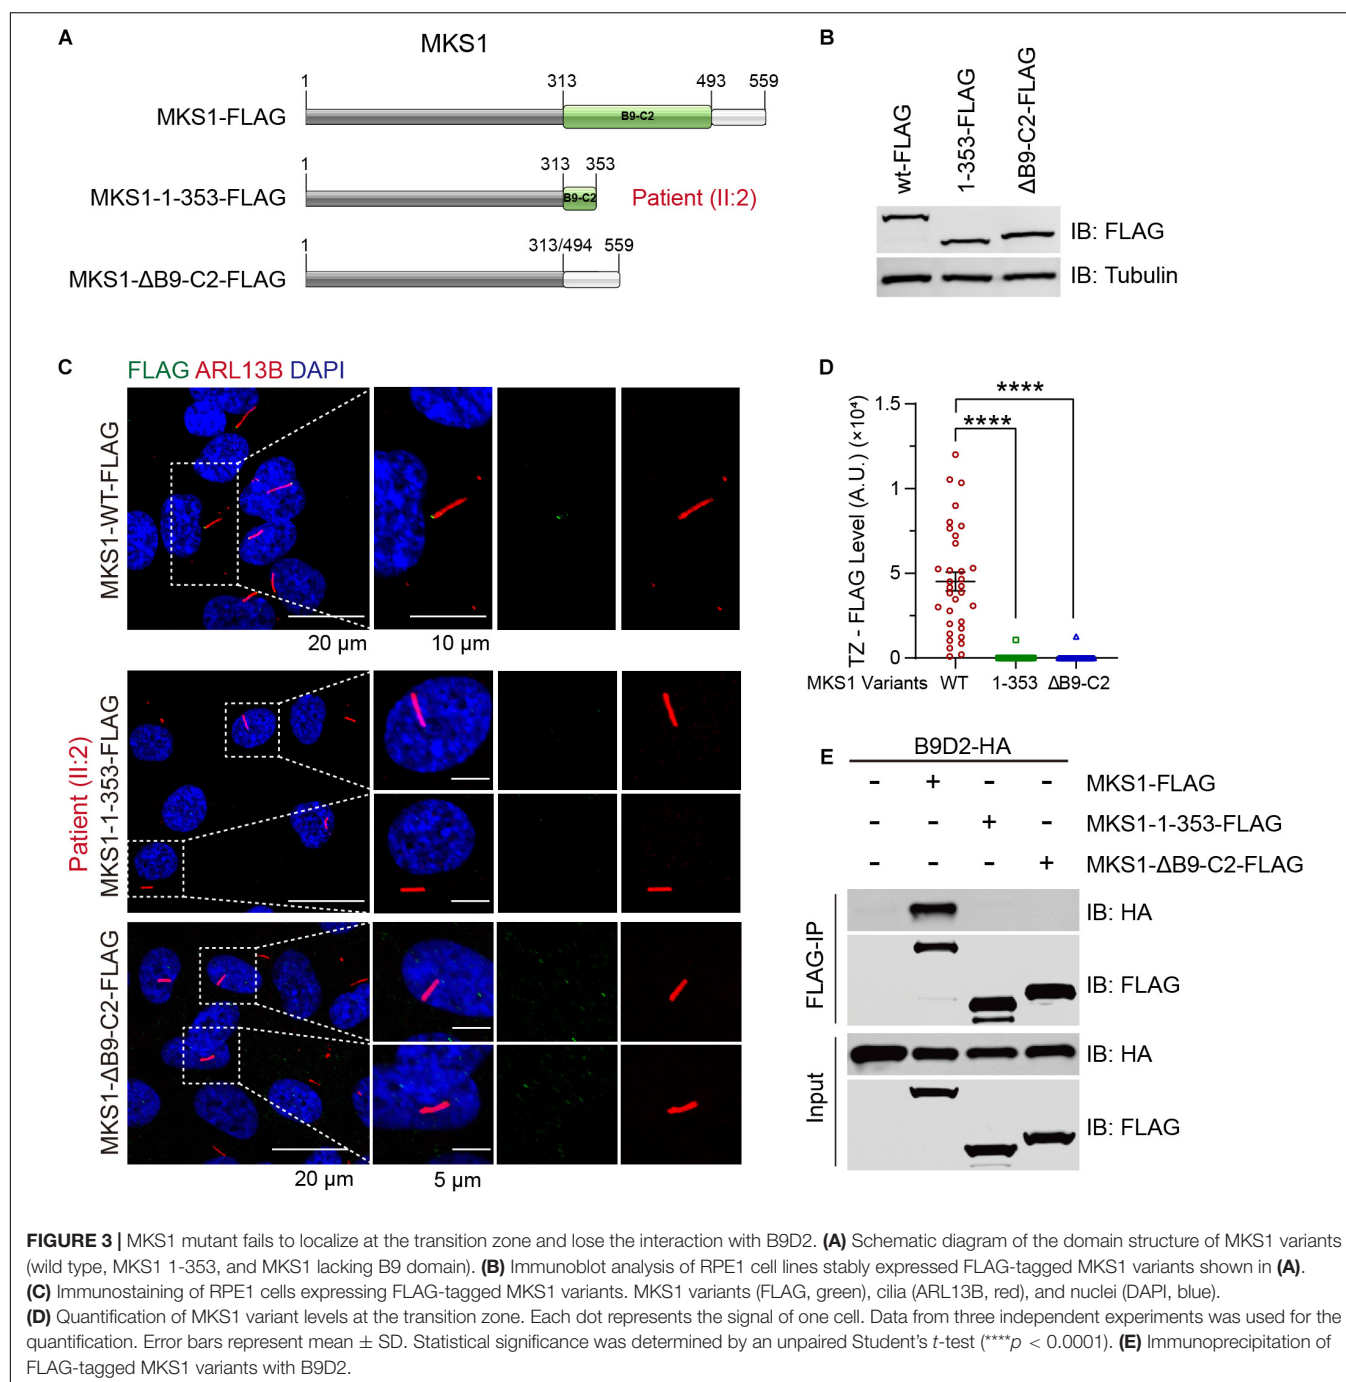 A
MKS1
1 313 493 559
MKS1-FLAG
B9-C2
1 313 353
MKS1-1-353-FLAG
B9-C2
Patient (II:2)
1 313/494 559
MKS1-ΔB9-C2-FLAG
B
wt-FLAG
1-353-FLAG
ΔB9-C2-FLAG
IB: FLAG
IB: Tubulin
C
FLAG ARL13B DAPI
MKS1-WT-FLAG
20 µm 10 µm
Patient (II:2)
MKS1-1-353-FLAG
MKS1-ΔB9-C2-FLAG
20 µm 5 µm
D
TZ - FLAG Level (A.U.) (×10⁴)
1.5
1.0
5
0
****
****
MKS1 Variants WT 1-353 ΔB9-C2
E
B9D2-HA
- + - - MKS1-FLAG
- - + - MKS1-1-353-FLAG
- - - + MKS1-ΔB9-C2-FLAG
FLAG-IP
IB: HA
IB: FLAG
Input
IB: HA
IB: FLAG
FIGURE 3 | MKS1 mutant fails to localize at the transition zone and lose the interaction with B9D2. (A) Schematic diagram of the domain structure of MKS1 variants
(wild type, MKS1 1-353, and MKS1 lacking B9 domain). (B) Immunoblot analysis of RPE1 cell lines stably expressed FLAG-tagged MKS1 variants shown in (A).
(C) Immunostaining of RPE1 cells expressing FLAG-tagged MKS1 variants. MKS1 variants (FLAG, green), cilia (ARL13B, red), and nuclei (DAPI, blue).
(D) Quantification of MKS1 variant levels at the transition zone. Each dot represents the signal of one cell. Data from three independent experiments was used for the
quantification. Error bars represent mean ± SD. Statistical significance was determined by an unpaired Student's t-test (****p < 0.0001). (E) Immunoprecipitation of
FLAG-tagged MKS1 variants with B9D2.